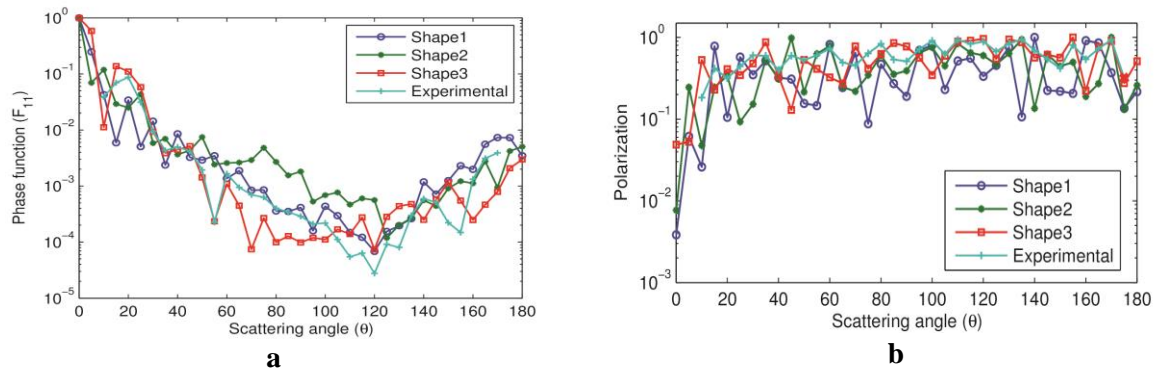 10^0
10^-1
10^-2
10^-3
10^-4
10^-5
Phase function (F_11)
0 20 40 60 80 100 120 140 160 180
Scattering angle (θ)
Shape1
Shape2
Shape3
Experimental
a
10^0
10^-1
10^-2
10^-3
Polarization
0 20 40 60 80 100 120 140 160 180
Scattering angle (θ)
Shape1
Shape2
Shape3
Experimental
b